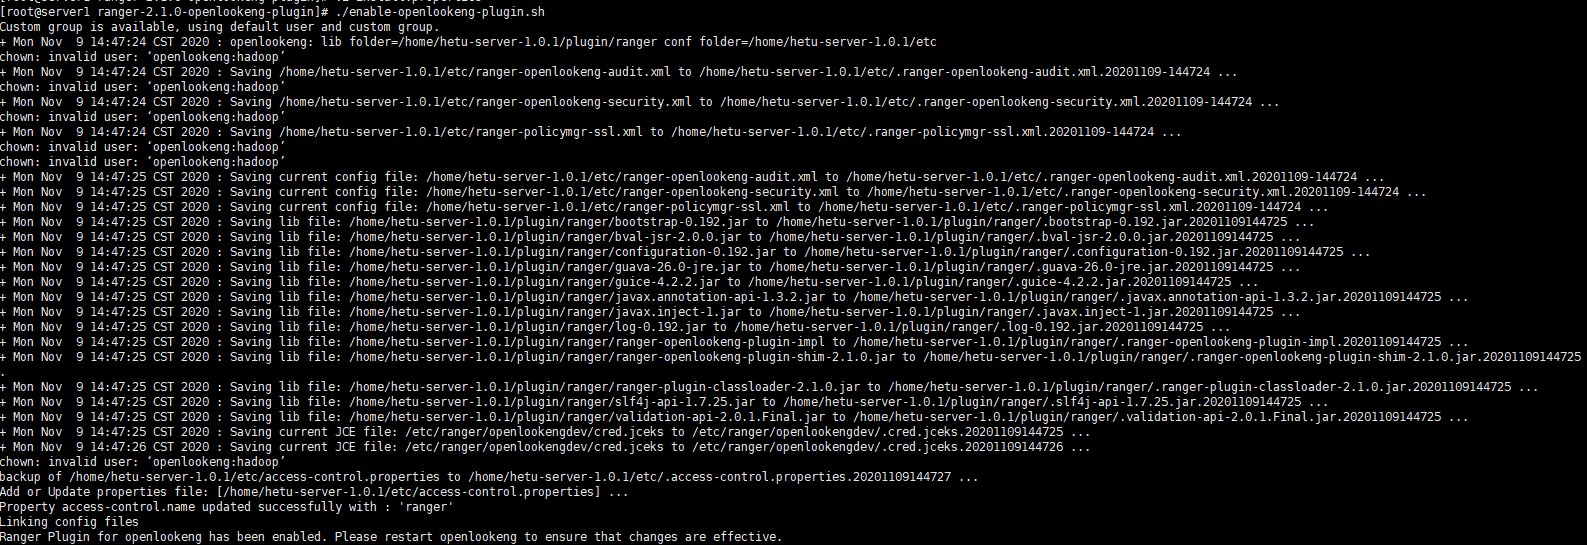 [root@server1 ranger-2.1.0-openlookeng-plugin]# ./enable-openlookeng-plugin.sh
Custom group is available, using default user and custom group.
+ Mon Nov  9 14:47:24 CST 2020 : openlookeng: lib folder=/home/hetu-server-1.0.1/plugin/ranger conf folder=/home/hetu-server-1.0.1/etc
chown: invalid user: ‘openlookeng:hadoop’
+ Mon Nov  9 14:47:24 CST 2020 : Saving /home/hetu-server-1.0.1/etc/ranger-openlookeng-audit.xml to /home/hetu-server-1.0.1/etc/.ranger-openlookeng-audit.xml.20201109-144724 ...
chown: invalid user: ‘openlookeng:hadoop’
+ Mon Nov  9 14:47:24 CST 2020 : Saving /home/hetu-server-1.0.1/etc/ranger-openlookeng-security.xml to /home/hetu-server-1.0.1/etc/.ranger-openlookeng-security.xml.20201109-144724 ...
chown: invalid user: ‘openlookeng:hadoop’
+ Mon Nov  9 14:47:24 CST 2020 : Saving /home/hetu-server-1.0.1/etc/ranger-policymgr-ssl.xml to /home/hetu-server-1.0.1/etc/.ranger-policymgr-ssl.xml.20201109-144724 ...
chown: invalid user: ‘openlookeng:hadoop’
chown: invalid user: ‘openlookeng:hadoop’
+ Mon Nov  9 14:47:25 CST 2020 : Saving current config file: /home/hetu-server-1.0.1/etc/ranger-openlookeng-audit.xml to /home/hetu-server-1.0.1/etc/.ranger-openlookeng-audit.xml.20201109-144724 ...
+ Mon Nov  9 14:47:25 CST 2020 : Saving current config file: /home/hetu-server-1.0.1/etc/ranger-openlookeng-security.xml to /home/hetu-server-1.0.1/etc/.ranger-openlookeng-security.xml.20201109-144724 ...
+ Mon Nov  9 14:47:25 CST 2020 : Saving current config file: /home/hetu-server-1.0.1/etc/ranger-policymgr-ssl.xml to /home/hetu-server-1.0.1/etc/.ranger-policymgr-ssl.xml.20201109-144724 ...
+ Mon Nov  9 14:47:25 CST 2020 : Saving lib file: /home/hetu-server-1.0.1/plugin/ranger/bootstrap-0.192.jar to /home/hetu-server-1.0.1/plugin/ranger/.bootstrap-0.192.jar.20201109144725 ...
+ Mon Nov  9 14:47:25 CST 2020 : Saving lib file: /home/hetu-server-1.0.1/plugin/ranger/bval-jsr-2.0.0.jar to /home/hetu-server-1.0.1/plugin/ranger/.bval-jsr-2.0.0.jar.20201109144725 ...
+ Mon Nov  9 14:47:25 CST 2020 : Saving lib file: /home/hetu-server-1.0.1/plugin/ranger/configuration-0.192.jar to /home/hetu-server-1.0.1/plugin/ranger/.configuration-0.192.jar.20201109144725 ...
+ Mon Nov  9 14:47:25 CST 2020 : Saving lib file: /home/hetu-server-1.0.1/plugin/ranger/guava-26.0-jre.jar to /home/hetu-server-1.0.1/plugin/ranger/.guava-26.0-jre.jar.20201109144725 ...
+ Mon Nov  9 14:47:25 CST 2020 : Saving lib file: /home/hetu-server-1.0.1/plugin/ranger/guice-4.2.2.jar to /home/hetu-server-1.0.1/plugin/ranger/.guice-4.2.2.jar.20201109144725 ...
+ Mon Nov  9 14:47:25 CST 2020 : Saving lib file: /home/hetu-server-1.0.1/plugin/ranger/javax.annotation-api-1.3.2.jar to /home/hetu-server-1.0.1/plugin/ranger/.javax.annotation-api-1.3.2.jar.20201109144725 ...
+ Mon Nov  9 14:47:25 CST 2020 : Saving lib file: /home/hetu-server-1.0.1/plugin/ranger/javax.inject-1.jar to /home/hetu-server-1.0.1/plugin/ranger/.javax.inject-1.jar.20201109144725 ...
+ Mon Nov  9 14:47:25 CST 2020 : Saving lib file: /home/hetu-server-1.0.1/plugin/ranger/log-0.192.jar to /home/hetu-server-1.0.1/plugin/ranger/.log-0.192.jar.20201109144725 ...
+ Mon Nov  9 14:47:25 CST 2020 : Saving lib file: /home/hetu-server-1.0.1/plugin/ranger/ranger-openlookeng-plugin-impl to /home/hetu-server-1.0.1/plugin/ranger/.ranger-openlookeng-plugin-impl.20201109144725 ...
+ Mon Nov  9 14:47:25 CST 2020 : Saving lib file: /home/hetu-server-1.0.1/plugin/ranger/ranger-openlookeng-plugin-shim-2.1.0.jar to /home/hetu-server-1.0.1/plugin/ranger/.ranger-openlookeng-plugin-shim-2.1.0.jar.20201109144725
.
+ Mon Nov  9 14:47:25 CST 2020 : Saving lib file: /home/hetu-server-1.0.1/plugin/ranger/ranger-plugin-classloader-2.1.0.jar to /home/hetu-server-1.0.1/plugin/ranger/.ranger-plugin-classloader-2.1.0.jar.20201109144725 ...
+ Mon Nov  9 14:47:25 CST 2020 : Saving lib file: /home/hetu-server-1.0.1/plugin/ranger/slf4j-api-1.7.25.jar to /home/hetu-server-1.0.1/plugin/ranger/.slf4j-api-1.7.25.jar.20201109144725 ...
+ Mon Nov  9 14:47:25 CST 2020 : Saving lib file: /home/hetu-server-1.0.1/plugin/ranger/validation-api-2.0.1.Final.jar to /home/hetu-server-1.0.1/plugin/ranger/.validation-api-2.0.1.Final.jar.20201109144725 ...
+ Mon Nov  9 14:47:25 CST 2020 : Saving current JCE file: /etc/ranger/openlookengdev/cred.jceks to /etc/ranger/openlookengdev/.cred.jceks.20201109144725 ...
+ Mon Nov  9 14:47:26 CST 2020 : Saving current JCE file: /etc/ranger/openlookengdev/cred.jceks to /etc/ranger/openlookengdev/.cred.jceks.20201109144726 ...
chown: invalid user: ‘openlookeng:hadoop’
backup of /home/hetu-server-1.0.1/etc/access-control.properties to /home/hetu-server-1.0.1/etc/.access-control.properties.20201109144727 ...
Add or Update properties file: [/home/hetu-server-1.0.1/etc/access-control.properties] ...
Property access-control.name updated successfully with : 'ranger'
Linking config files
Ranger Plugin for openlookeng has been enabled. Please restart openlookeng to ensure that changes are effective.